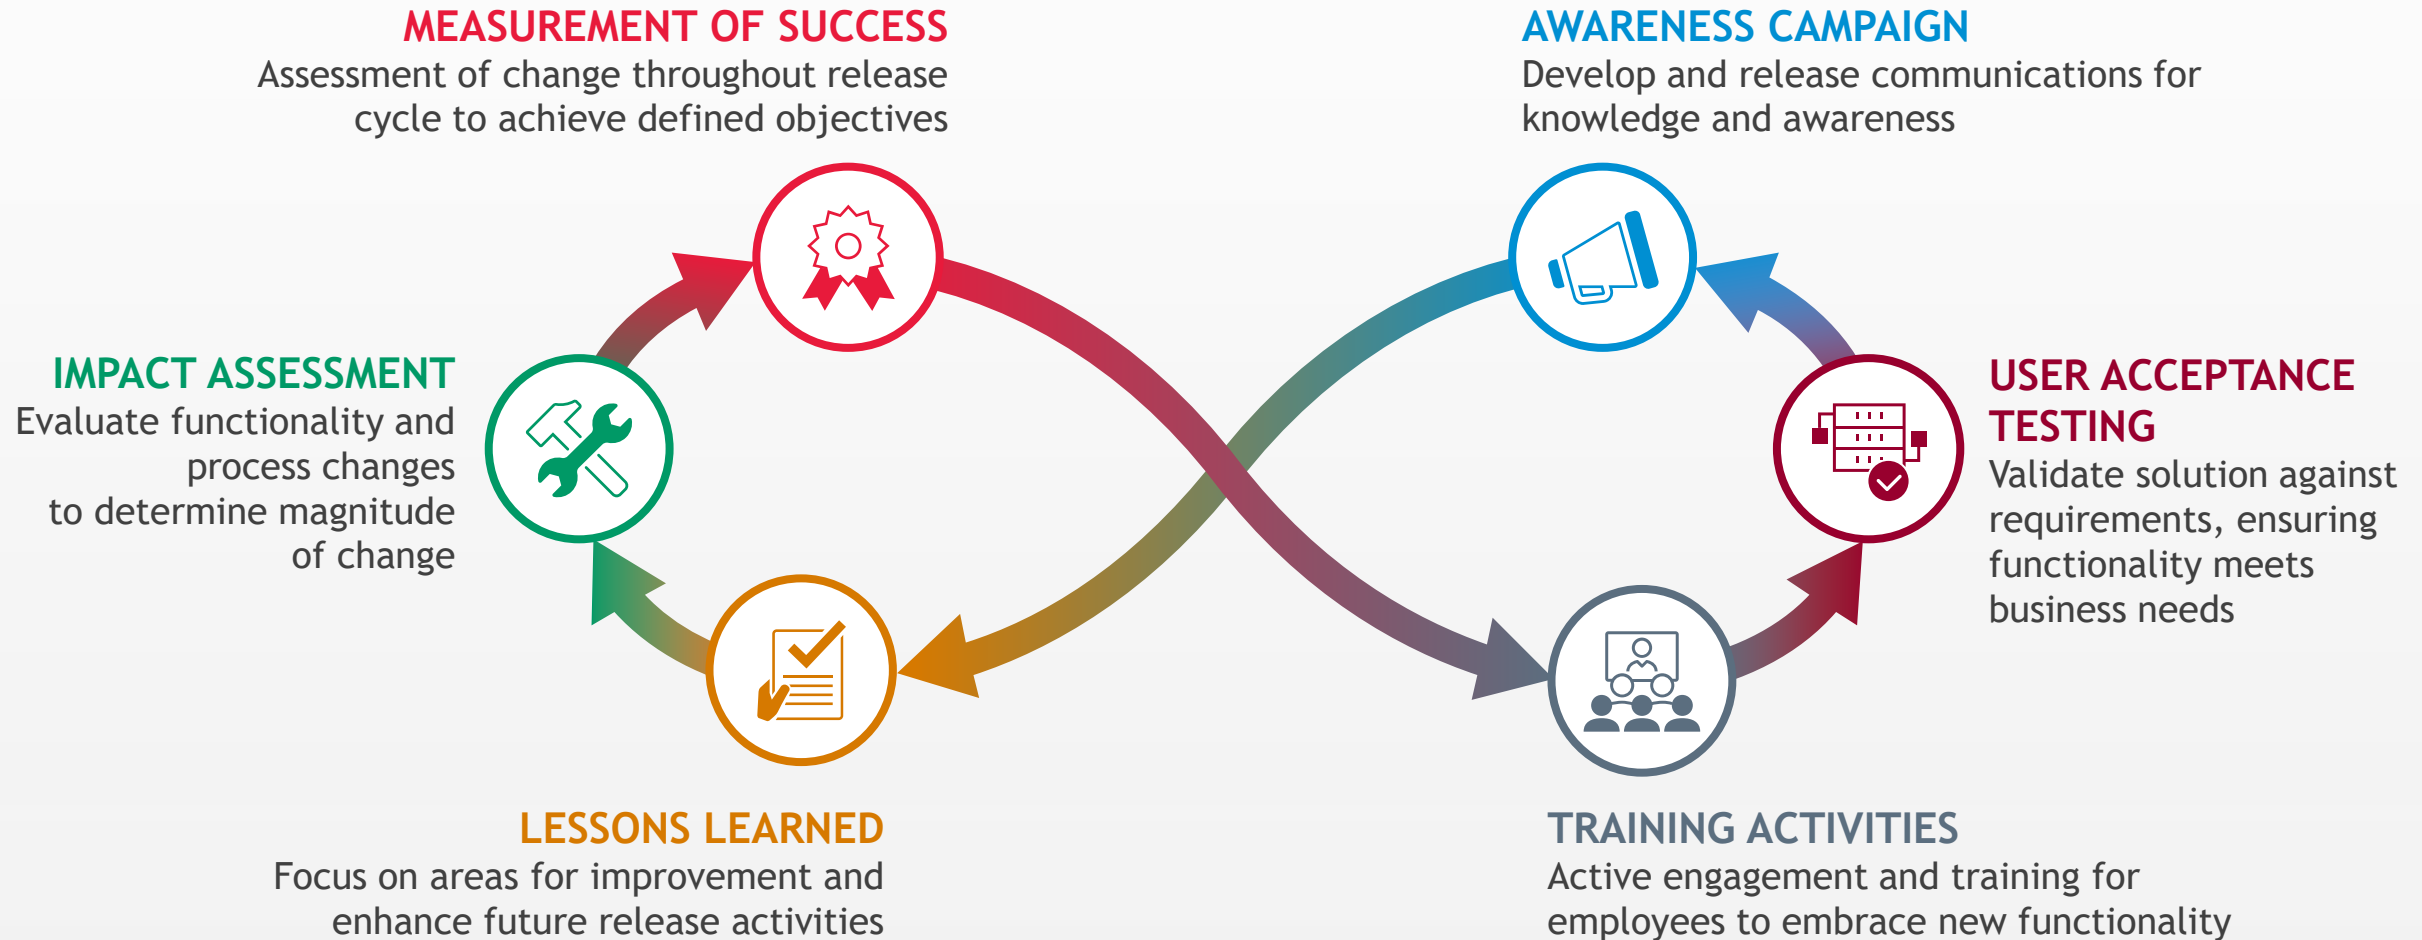 MEASUREMENT OF SUCCESS
Assessment of change throughout release
cycle to achieve defined objectives
AWARENESS CAMPAIGN
Develop and release communications for
knowledge and awareness
IMPACT ASSESSMENT
Evaluate functionality and
process changes
to determine magnitude
of change
USER ACCEPTANCE
TESTING
Validate solution against
requirements, ensuring
functionality meets
business needs
LESSONS LEARNED
Focus on areas for improvement and
enhance future release activities
TRAINING ACTIVITIES
Active engagement and training for
employees to embrace new functionality